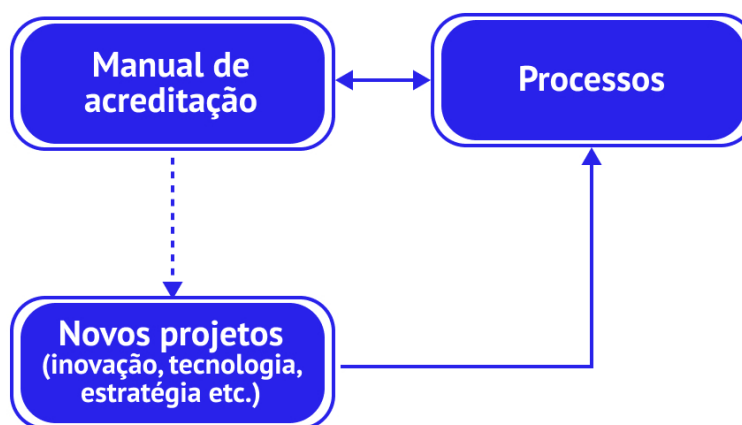 Manual de
acreditação
Processos
Novos projetos
(inovação, tecnologia,
estratégia etc.)